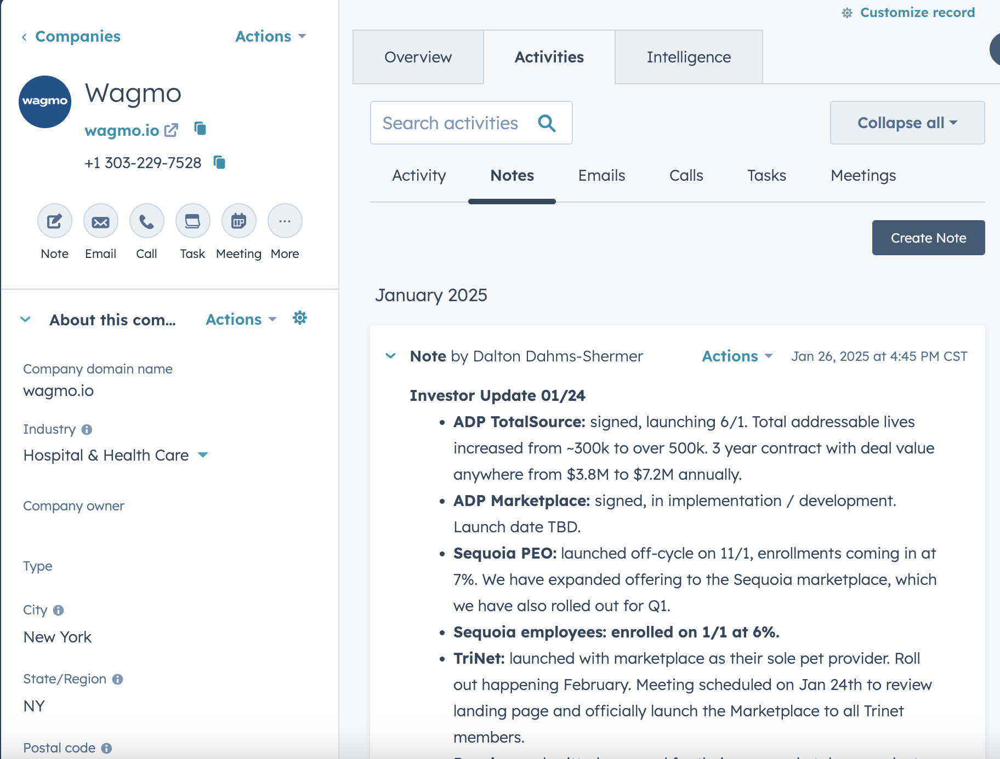 Customize record
Companies
Actions
wagmo
Wagmo
wagmo.io
+1 303-229-7528
Note
Email
Call
Task
Meeting
More
About this com...
Actions
Company domain name
wagmo.io
Industry
Hospital & Health Care
Company owner
Type
City
New York
State/Region
NY
Postal code
Overview
Activities
Intelligence
Search activities
Collapse all
Activity
Notes
Emails
Calls
Tasks
Meetings
Create Note
January 2025
Note by Dalton Dahms-Shermer
Actions
Jan 26, 2025 at 4:45 PM CST
Investor Update 01/24
• ADP TotalSource: signed, launching 6/1. Total addressable lives
increased from ~300k to over 500k. 3 year contract with deal value
anywhere from $3.8M to $7.2M annually.
• ADP Marketplace: signed, in implementation / development.
Launch date TBD.
• Sequoia PEO: launched off-cycle on 11/1, enrollments coming in at
7%. We have expanded offering to the Sequoia marketplace, which
we have also rolled out for Q1.
• Sequoia employees: enrolled on 1/1 at 6%.
• TriNet: launched with marketplace as their sole pet provider. Roll
out happening February. Meeting scheduled on Jan 24th to review
landing page and officially launch the Marketplace to all Trinet
members.